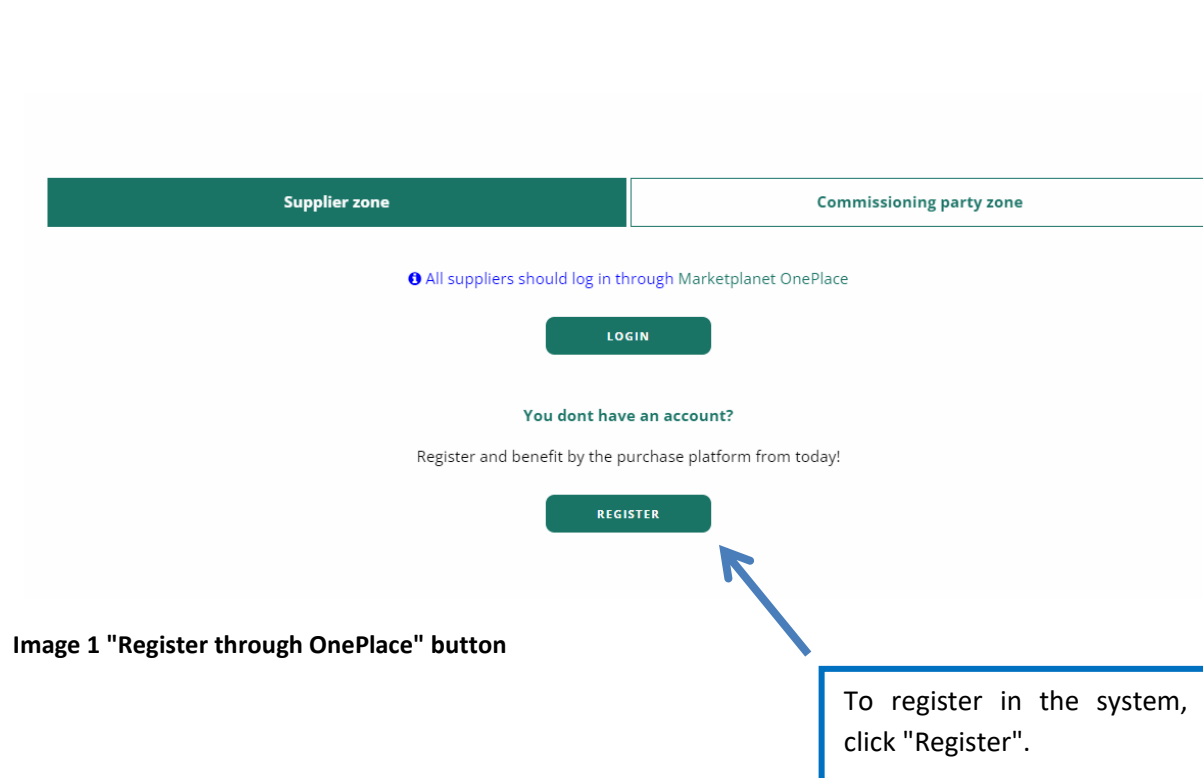 Supplier zone
Commissioning party zone
All suppliers should log in through Marketplanet OnePlace
LOGIN
You dont have an account?
Register and benefit by the purchase platform from today!
REGISTER
Image 1 "Register through OnePlace" button
To register in the system,
click "Register".